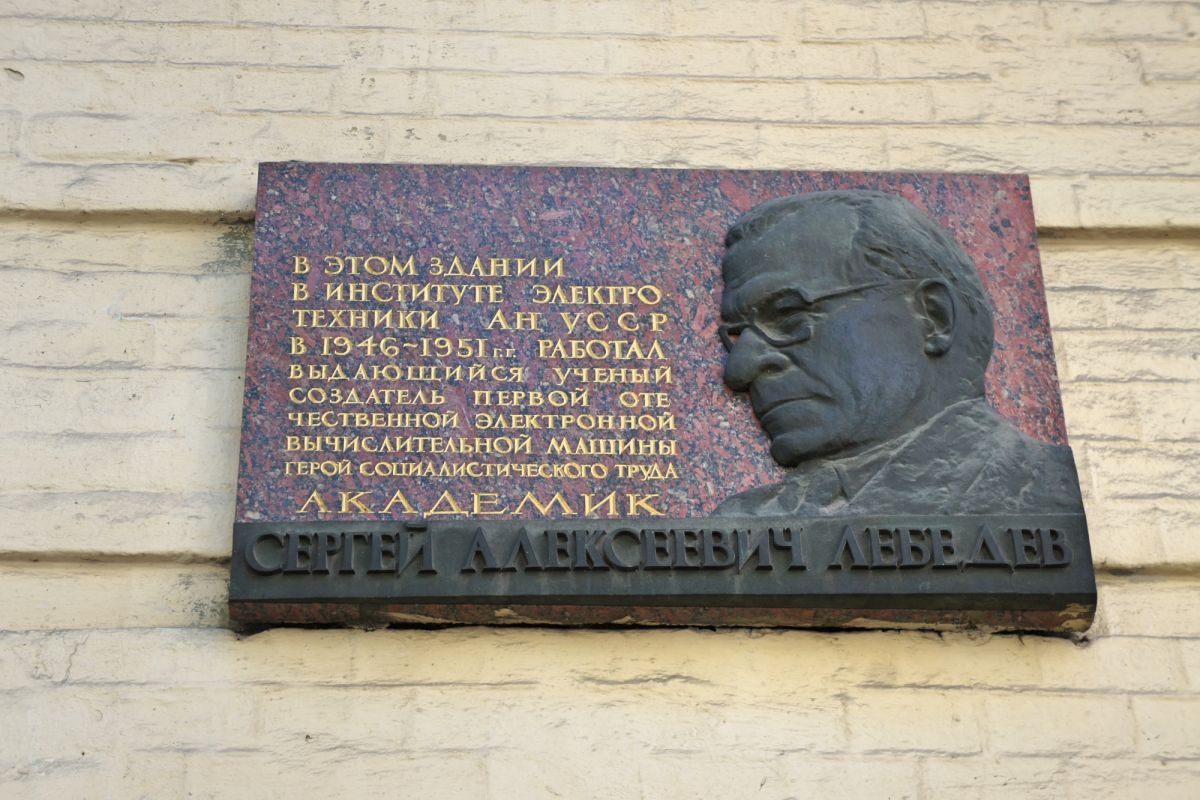 В ЭТОМ ЗДАНИИ
В ИНСТИТУТЕ ЭЛЕКТРО
ТЕХНИКИ АН УССР
В 1946~1951 г.г. РАБОТАЛ
ВЫДАЮЩИЙСЯ УЧЕНЫЙ
СОЗДАТЕЛЬ ПЕРВОЙ ОТЕ
ЧЕСТВЕННОЙ ЭЛЕКТРОННОЙ
ВЫЧИСЛИТЕЛЬНОЙ МАШИНЫ
ГЕРОЙ СОЦИАЛИСТИЧЕСКОГО ТРУДА
АКАДЕМИК
СЕРГЕЙ АЛЕКСЕЕВИЧ ЛЕБЕДЕВ